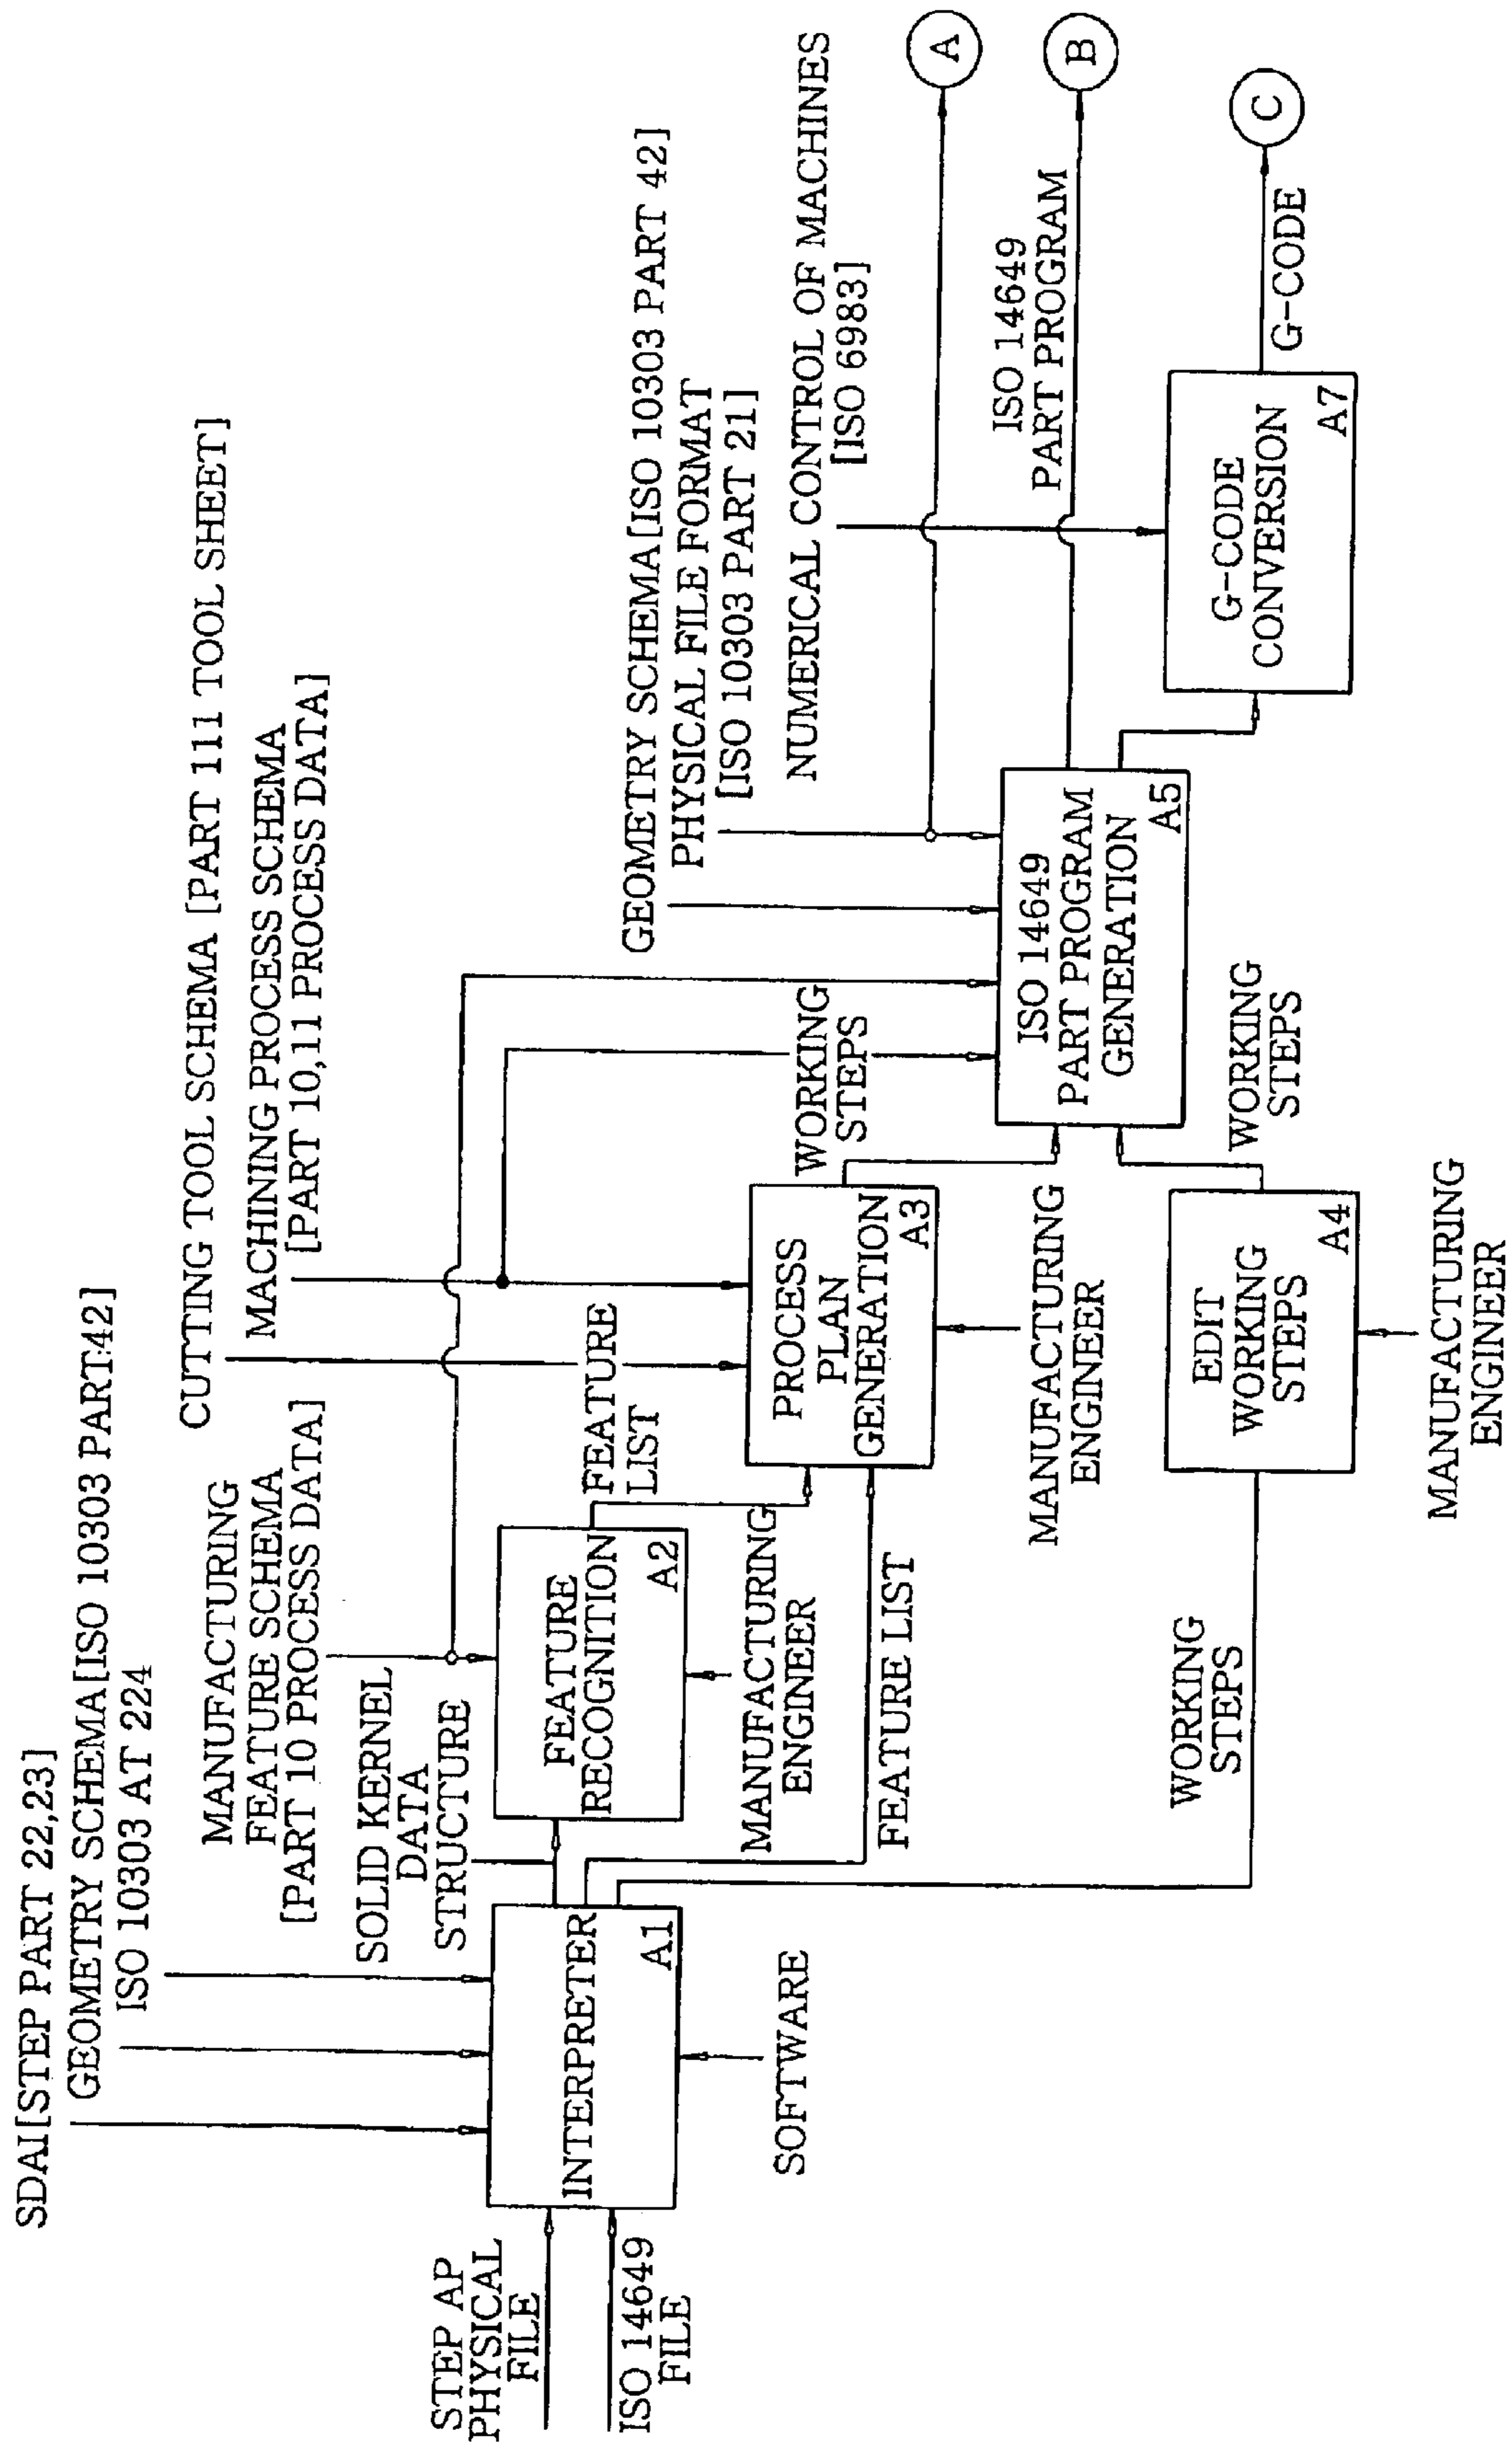 SDAI[STEP PART 22,23]
GEOMETRY SCHEMA[ISO 10303 PART:42]
ISO 10303 AT 224
CUTTING TOOL SCHEMA [PART 111 TOOL SHEET]
MACHINING PROCESS SCHEMA
[PART 10,11 PROCESS DATA]
MANUFACTURING
FEATURE SCHEMA
[PART 10 PROCESS DATA]
SOLID KERNEL
DATA
STRUCTURE
STEP AP
PHYSICAL
FILE
ISO 14649
FILE
INTERPRETER
A1
SOFTWARE
FEATURE
RECOGNITION
A2
MANUFACTURING
ENGINEER
FEATURE
LIST
FEATURE LIST
PROCESS
PLAN
GENERATION
A3
MANUFACTURING
ENGINEER
WORKING
STEPS
WORKING
STEPS
EDIT
WORKING
STEPS
A4
MANUFACTURING
ENGINEER
WORKING
STEPS
GEOMETRY SCHEMA[ISO 10303 PART 42]
PHYSICAL FILE FORMAT
[ISO 10303 PART 21]
NUMERICAL CONTROL OF MACHINES
[ISO 6983]
ISO 14649
PART PROGRAM
GENERATION
A5
ISO 14649
PART PROGRAM
G-CODE
CONVERSION
A7
G-CODE
A
B
C